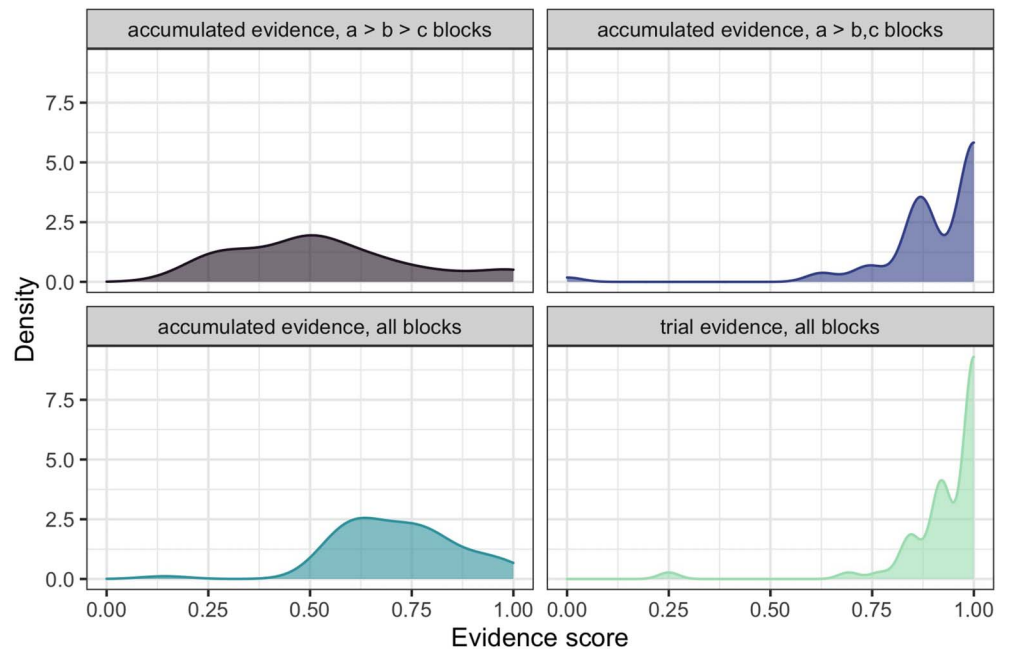 accumulated evidence, a > b > c blocks
accumulated evidence, a > b,c blocks
7.5
5.0
2.5
0.0
Density
accumulated evidence, all blocks
trial evidence, all blocks
7.5
5.0
2.5
0.0
0.00 0.25 0.50 0.75 1.00 0.00 0.25 0.50 0.75 1.00
Evidence score